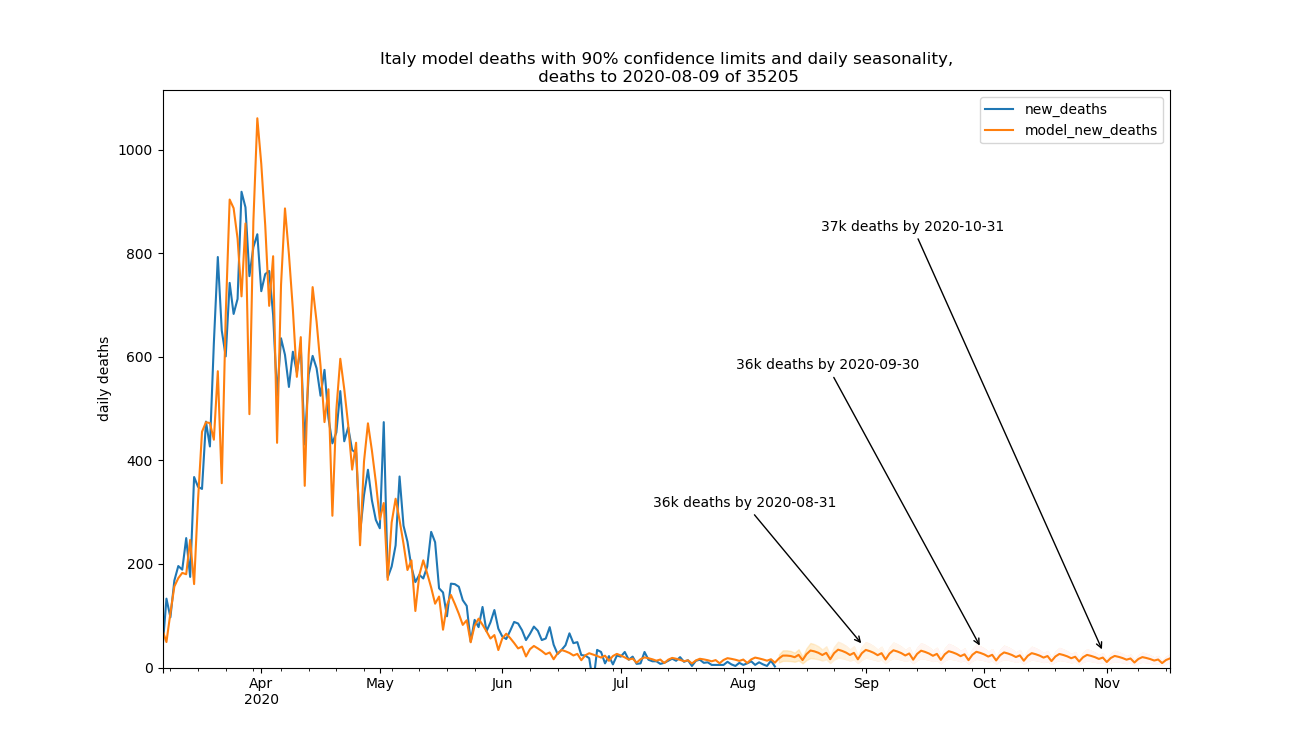 Italy model deaths with 90% confidence limits and daily seasonality,
deaths to 2020-08-09 of 35205
new_deaths
model_new_deaths
1000
800
600
400
200
0
daily deaths
37k deaths by 2020-10-31
36k deaths by 2020-09-30
36k deaths by 2020-08-31
Apr
2020
May
Jun
Jul
Aug
Sep
Oct
Nov